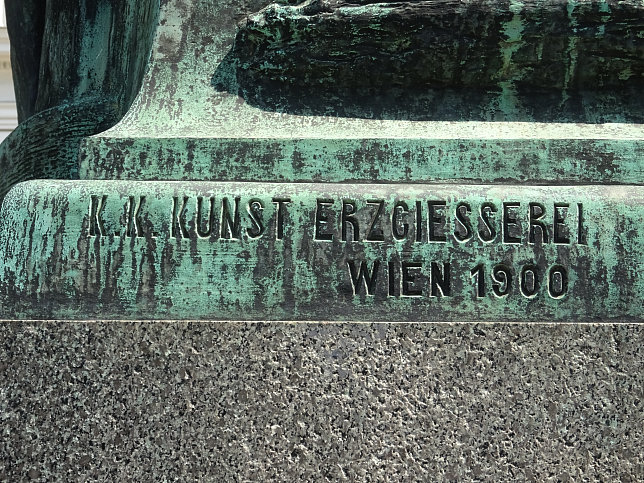 K.K. KUNST ERZGIESSEREI
WIEN 1900